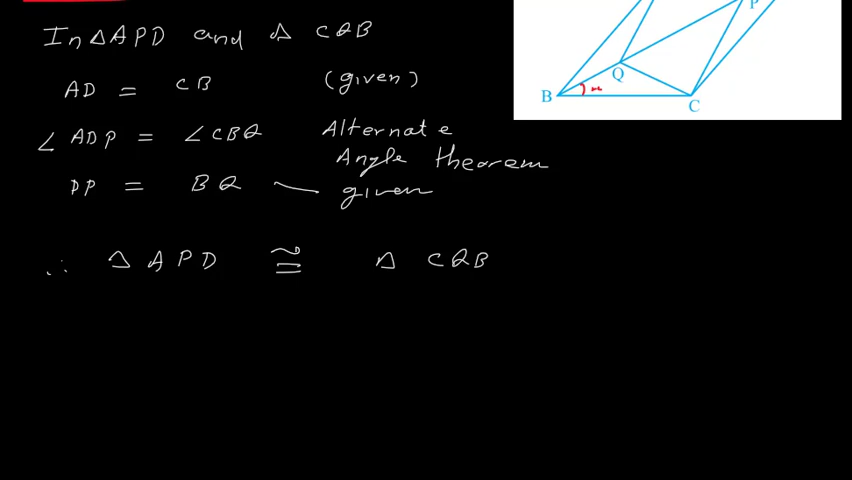 In △APD and △ CQB
AD = CB (given)
∠ ADP = ∠CBQ Alternate
Angle theorem
DP = BQ — given
∴ △ APD ≅ △ CQB
P
Q
B
C